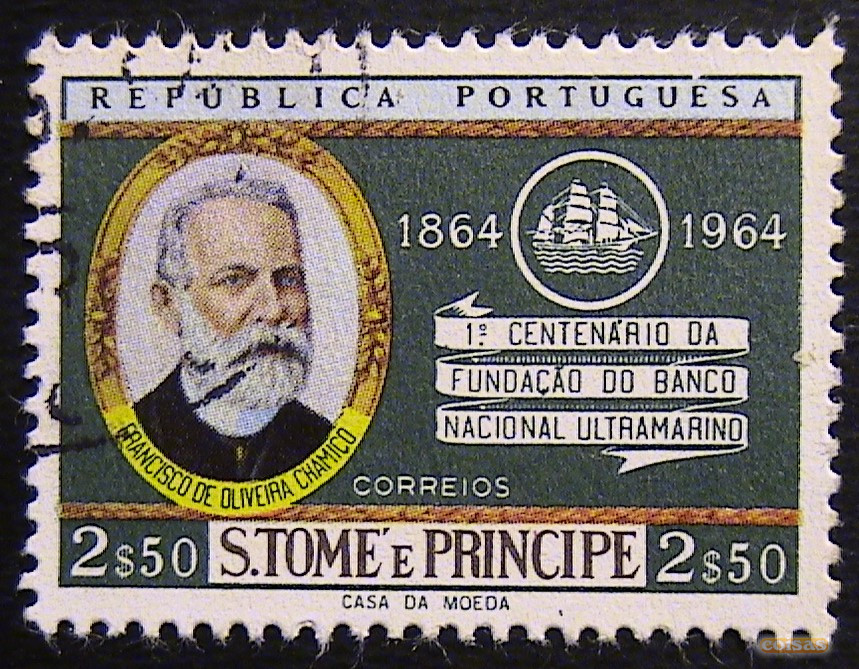 REPÚBLICA PORTUGUESA
1864 1964
1º CENTENÁRIO DA
FUNDAÇÃO DO BANCO
NACIONAL ULTRAMARINO
FRANCISCO DE OLIVEIRA CHAMIÇO
CORREIOS
2$50 S.TOMÉ E PRINCIPE 2$50
CASA DA MOEDA
coisas